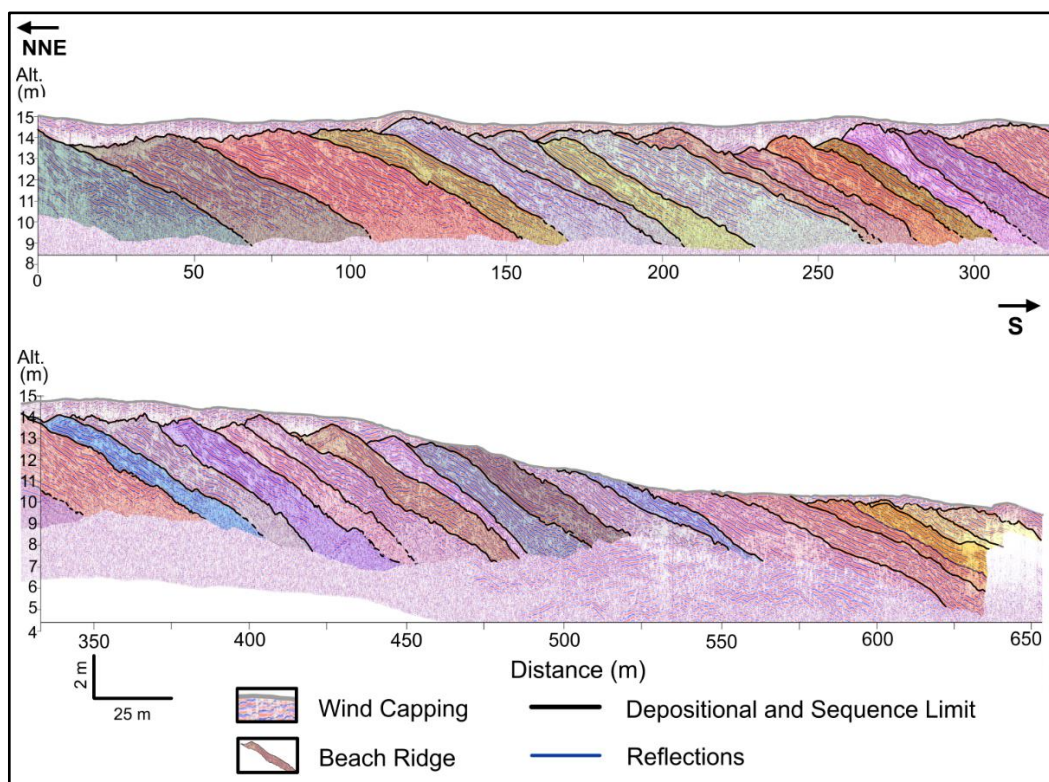 NNE
Alt.
(m)
15
14
13
12
11
10
9
8
0 50 100 150 200 250 300
S
Alt.
(m)
15
14
13
12
11
10
9
8
7
6
5
4
350 400 450 500 550 600 650
Distance (m)
2 m
25 m
Wind Capping
Depositional and Sequence Limit
Beach Ridge
Reflections